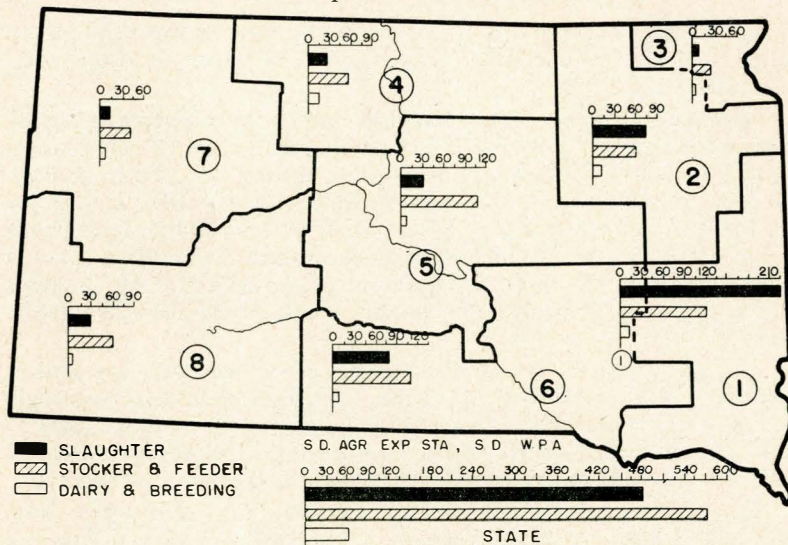 0 30 60 90
0 30 60
3
4
0 30 60
0 30 60 90
0 30 60 90 120
7
2
5
0 30 60 90 120 210
0 30 60 90
0 30 60 90 120
8
6
1
1
SLAUGHTER
STOCKER & FEEDER
DAIRY & BREEDING
S.D. AGR EXP STA, S D W.P.A
0 30 60 90 120 180 240 300 360 420 480 540 600
STATE